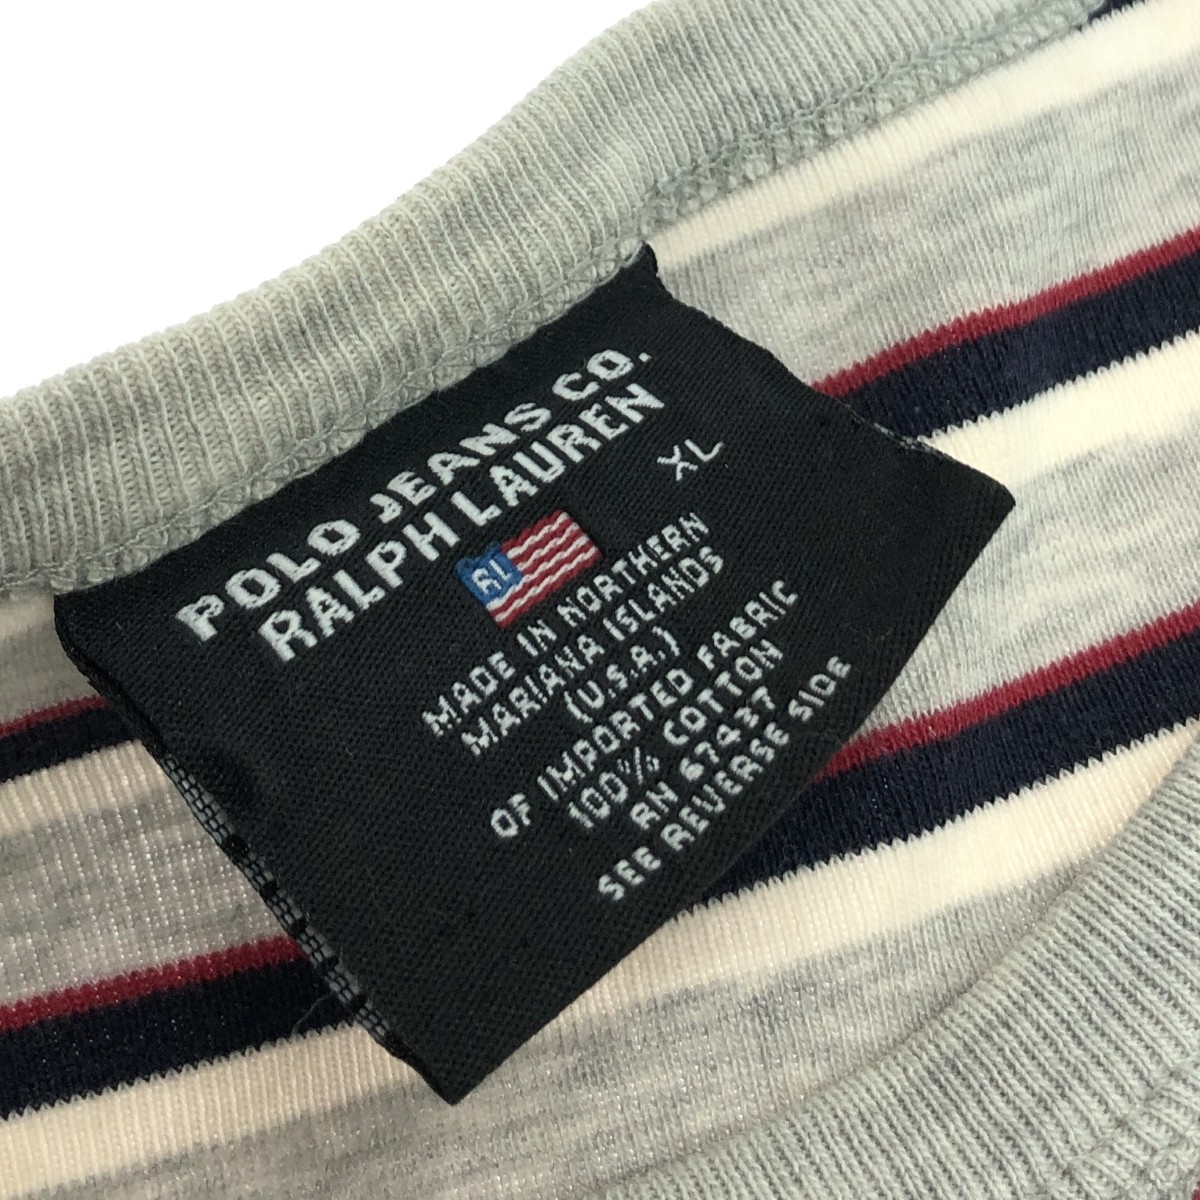 POLO JEANS CO.
RALPH LAUREN
XL
MADE IN NORTHERN
MARIANA ISLANDS
(U.S.A.)
OF IMPORTED FABRIC
100% COTTON
RN 67437
SEE REVERSE SIDE